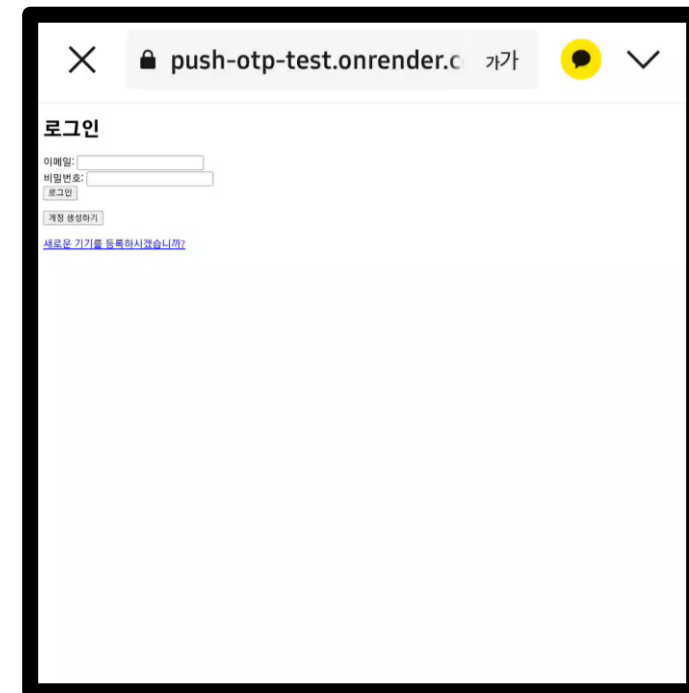 push-otp-test.onrender.c 가가
로그인
이메일:
비밀번호:
로그인
계정 생성하기
새로운 기기를 등록하시겠습니까?